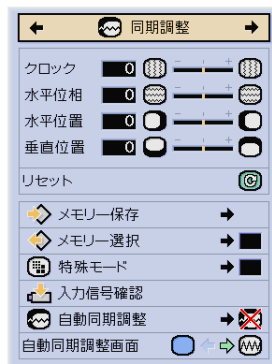 同期調整
クロック 0
水平位相 0
水平位置 0
垂直位置 0
リセット
メモリー保存
メモリー選択
特殊モード
入力信号確認
自動同期調整
自動同期調整画面